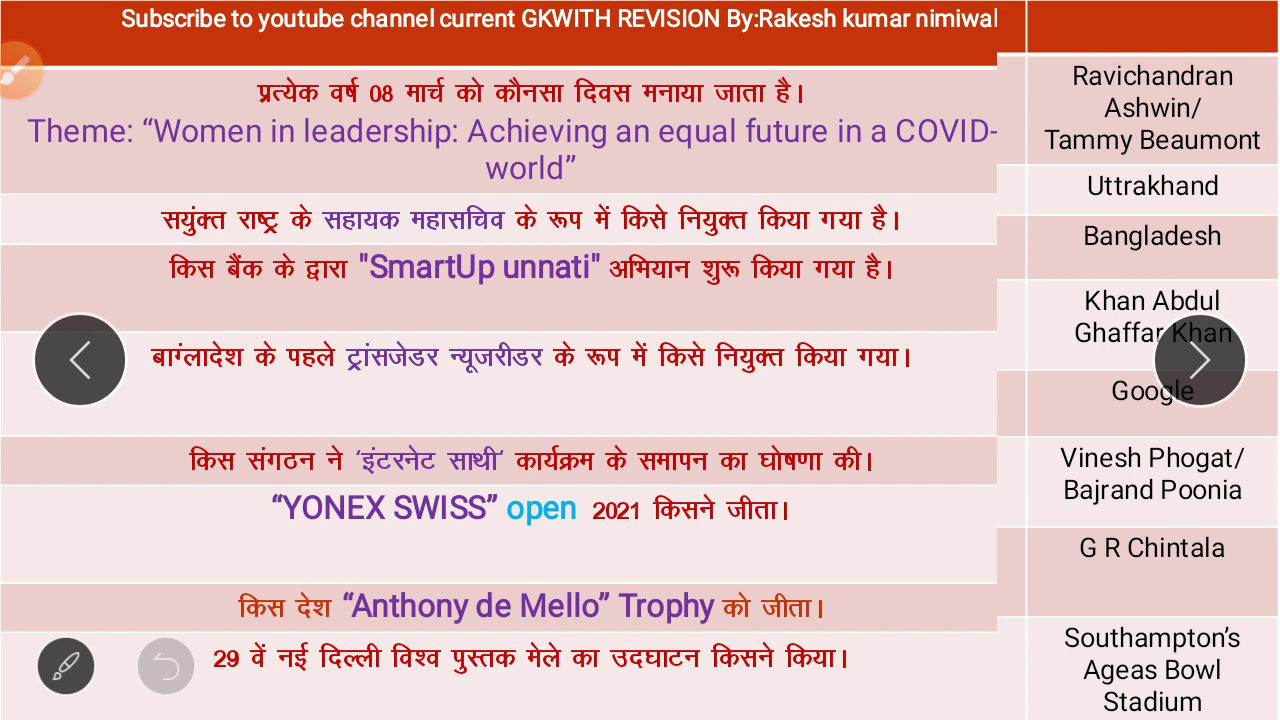 Subscribe to youtube channel current GKWITH REVISION By:Rakesh kumar nimiwal
प्रत्येक वर्ष 08 मार्च को कौनसा दिवस मनाया जाता है।
Theme: “Women in leadership: Achieving an equal future in a COVID-
world”
सयुंक्त राष्ट्र के सहायक महासचिव के रूप में किसे नियुक्त किया गया है।
किस बैंक के द्वारा "SmartUp unnati" अभियान शुरू किया गया है।
बाग्ंलादेश के पहले ट्रांसजेडर न्यूजरीडर के रूप में किसे नियुक्त किया गया।
किस संगठन ने ‘इंटरनेट साथी‘ कार्यक्रम के समापन का घोषणा की।
“YONEX SWISS” open 2021 किसने जीता।
किस देश “Anthony de Mello” Trophy को जीता।
29 वें नई दिल्ली विश्व पुस्तक मेले का उदघाटन किसने किया।
Ravichandran
Ashwin/
Tammy Beaumont
Uttrakhand
Bangladesh
Khan Abdul
Ghaffar Khan
Google
Vinesh Phogat/
Bajrand Poonia
G R Chintala
Southampton’s
Ageas Bowl
Stadium